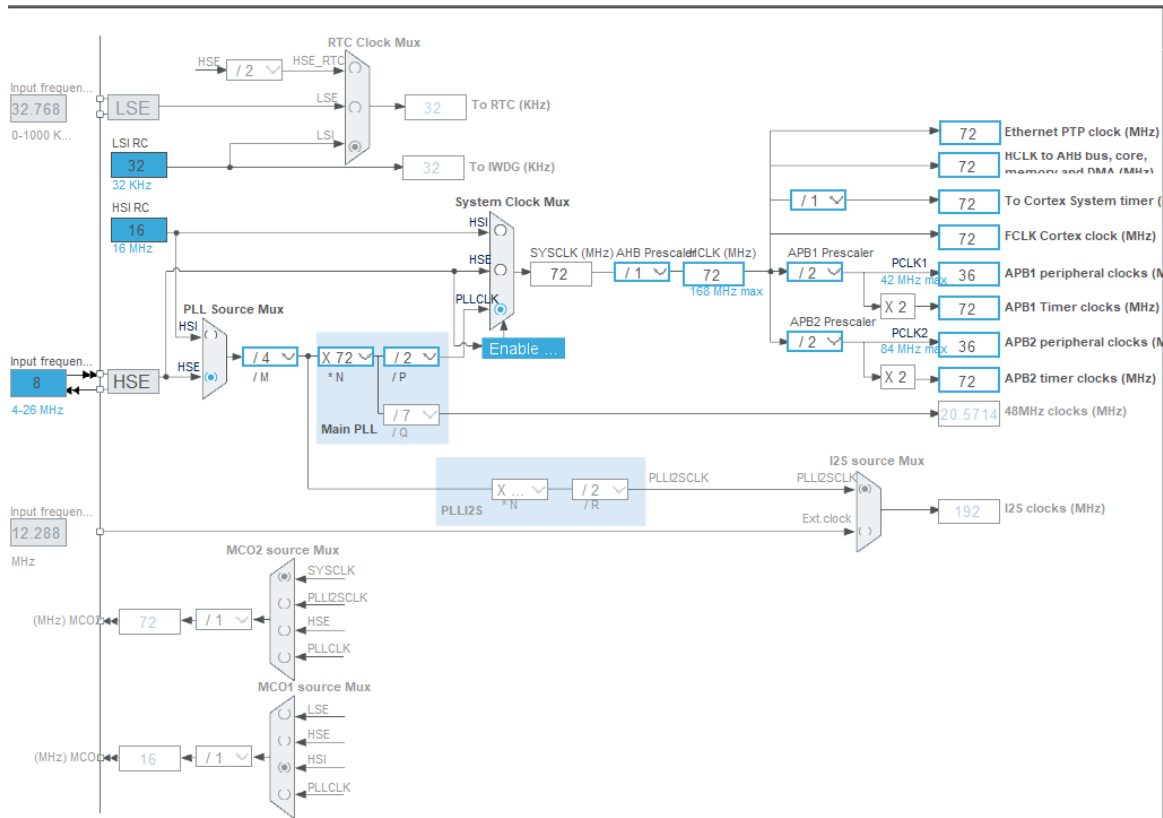 RTC Clock Mux
HSE
/ 2
HSE_RTC
Input frequen...
32.768
0-1000 K...
LSE
LSE
32
To RTC (KHz)
LSI RC
32
32 KHz
LSI
32
To IWDG (KHz)
HSI RC
16
16 MHz
System Clock Mux
HSI
HSE
PLLCLK
SYSCLK (MHz)
72
AHB Prescaler
/ 1
HCLK (MHz)
72
168 MHz max
Enable ...
72
Ethernet PTP clock (MHz)
72
HCLK to AHB bus, core,
memory and DMA (MHz)
/ 1
72
To Cortex System timer (
72
FCLK Cortex clock (MHz)
APB1 Prescaler
/ 2
PCLK1
42 MHz max
36
APB1 peripheral clocks (M
X 2
72
APB1 Timer clocks (MHz)
APB2 Prescaler
/ 2
PCLK2
84 MHz max
36
APB2 peripheral clocks (M
X 2
72
APB2 timer clocks (MHz)
PLL Source Mux
HSI
HSE
Input frequen...
8
4-26 MHz
HSE
/ 4
/ M
X 72
* N
/ 2
/ P
/ 7
/ Q
Main PLL
20.5714
48MHz clocks (MHz)
PLLI2S
X ...
* N
/ 2
/ R
PLLI2SCLK
I2S source Mux
PLLI2SCLK
Ext.clock
192
I2S clocks (MHz)
Input frequen...
12.288
MHz
MCO2 source Mux
SYSCLK
PLLI2SCLK
HSE
PLLCLK
(MHz) MCO2
72
/ 1
MCO1 source Mux
LSE
HSE
HSI
PLLCLK
(MHz) MCO
16
/ 1